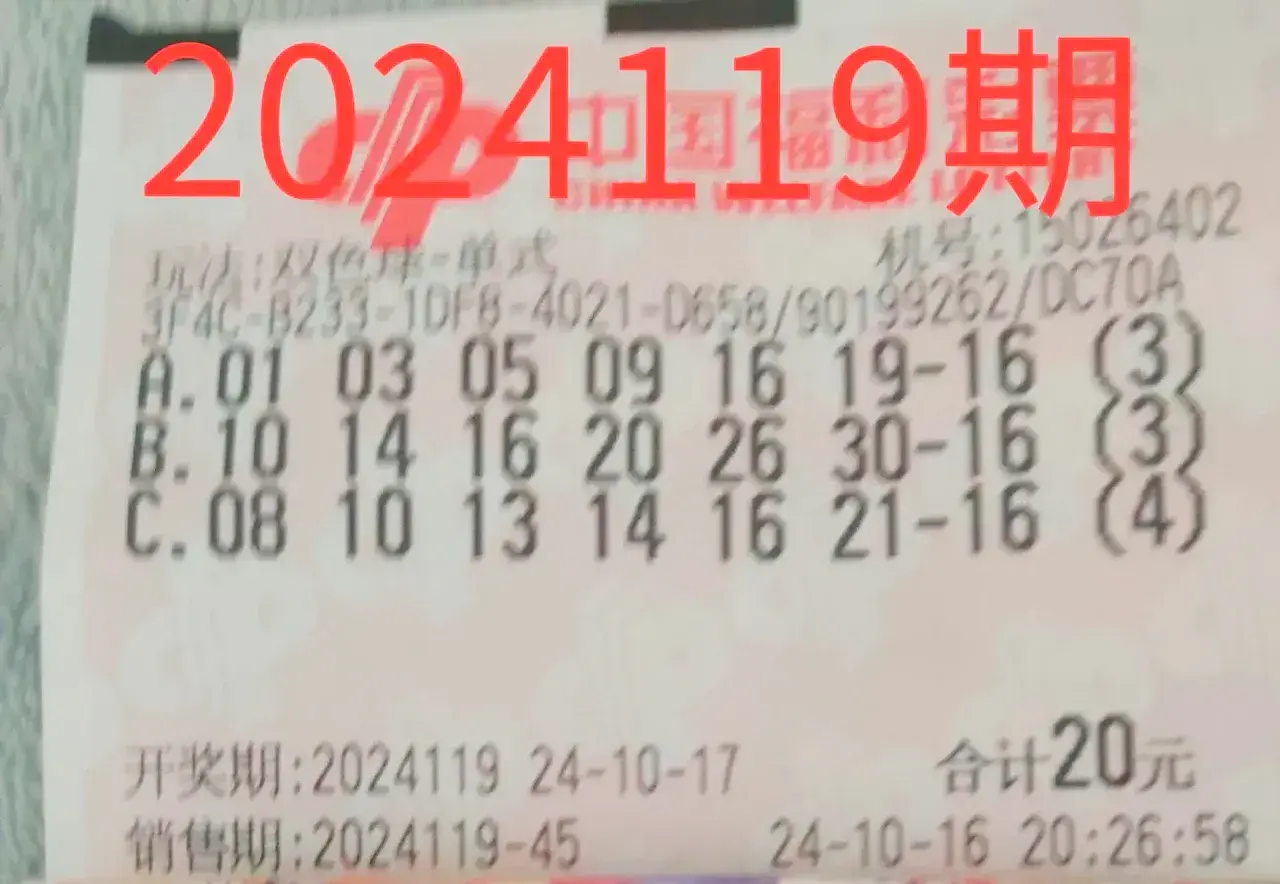 2024119期
中国福利彩票
CHINA WELFARE LOTTERY
玩法:双色球-单式
机号:15026402
3F4C-B233-1DF8-4021-D658/90199262/DC70A
A.01 03 05 09 16 19-16 (3)
B.10 14 16 20 26 30-16 (3)
C.08 10 13 14 16 21-16 (4)
开奖期:2024119 24-10-17 合计20元
销售期:2024119-45 24-10-16 20:26:58